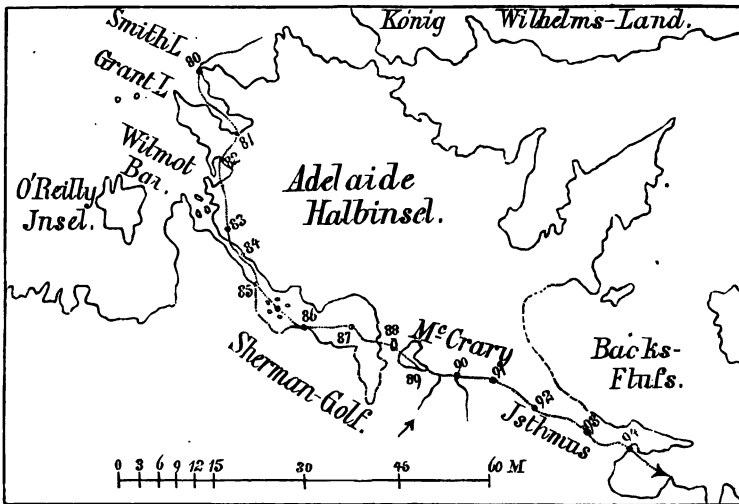 König Wilhelms-Land.
Smith I.
80
Grant I.
81
82
Wilmot
Bai.
O'Reilly
Jnsel.
Adelaide
Halbinsel.
83
84
85
86
87
88
89
McCrary
Jsthmus
90
91
92
93
94
Sherman-Golf.
Backs-
Fluſs.
0 3 6 9 12 15 30 45 60 M